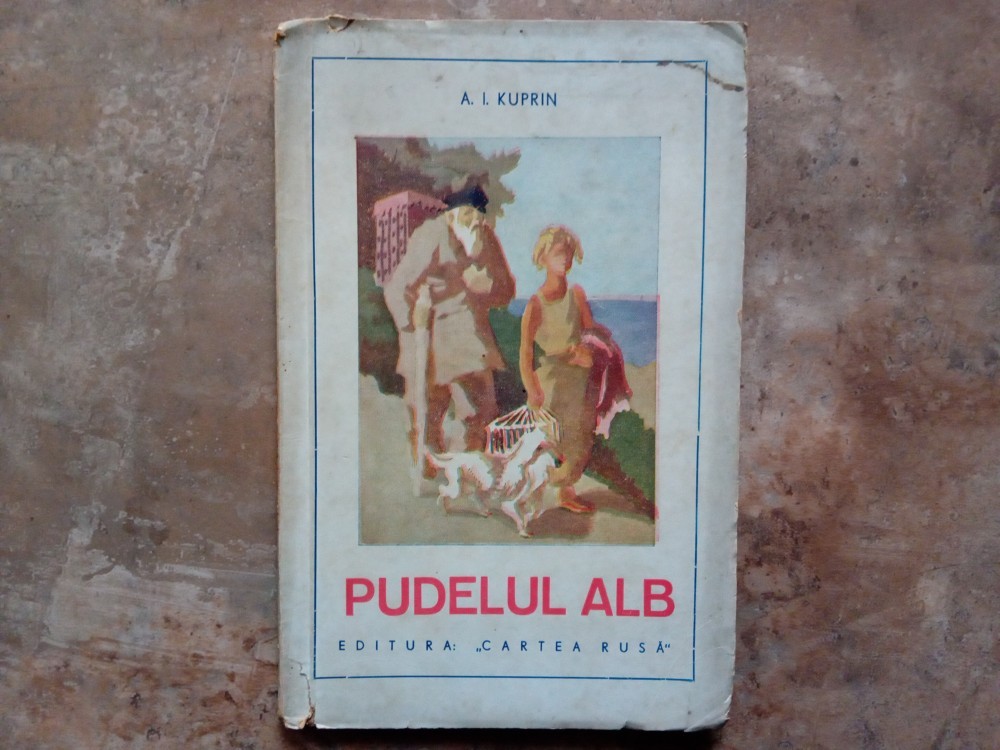 A. I. KUPRIN
PUDELUL ALB
EDITURA: „CARTEA RUSĂ"